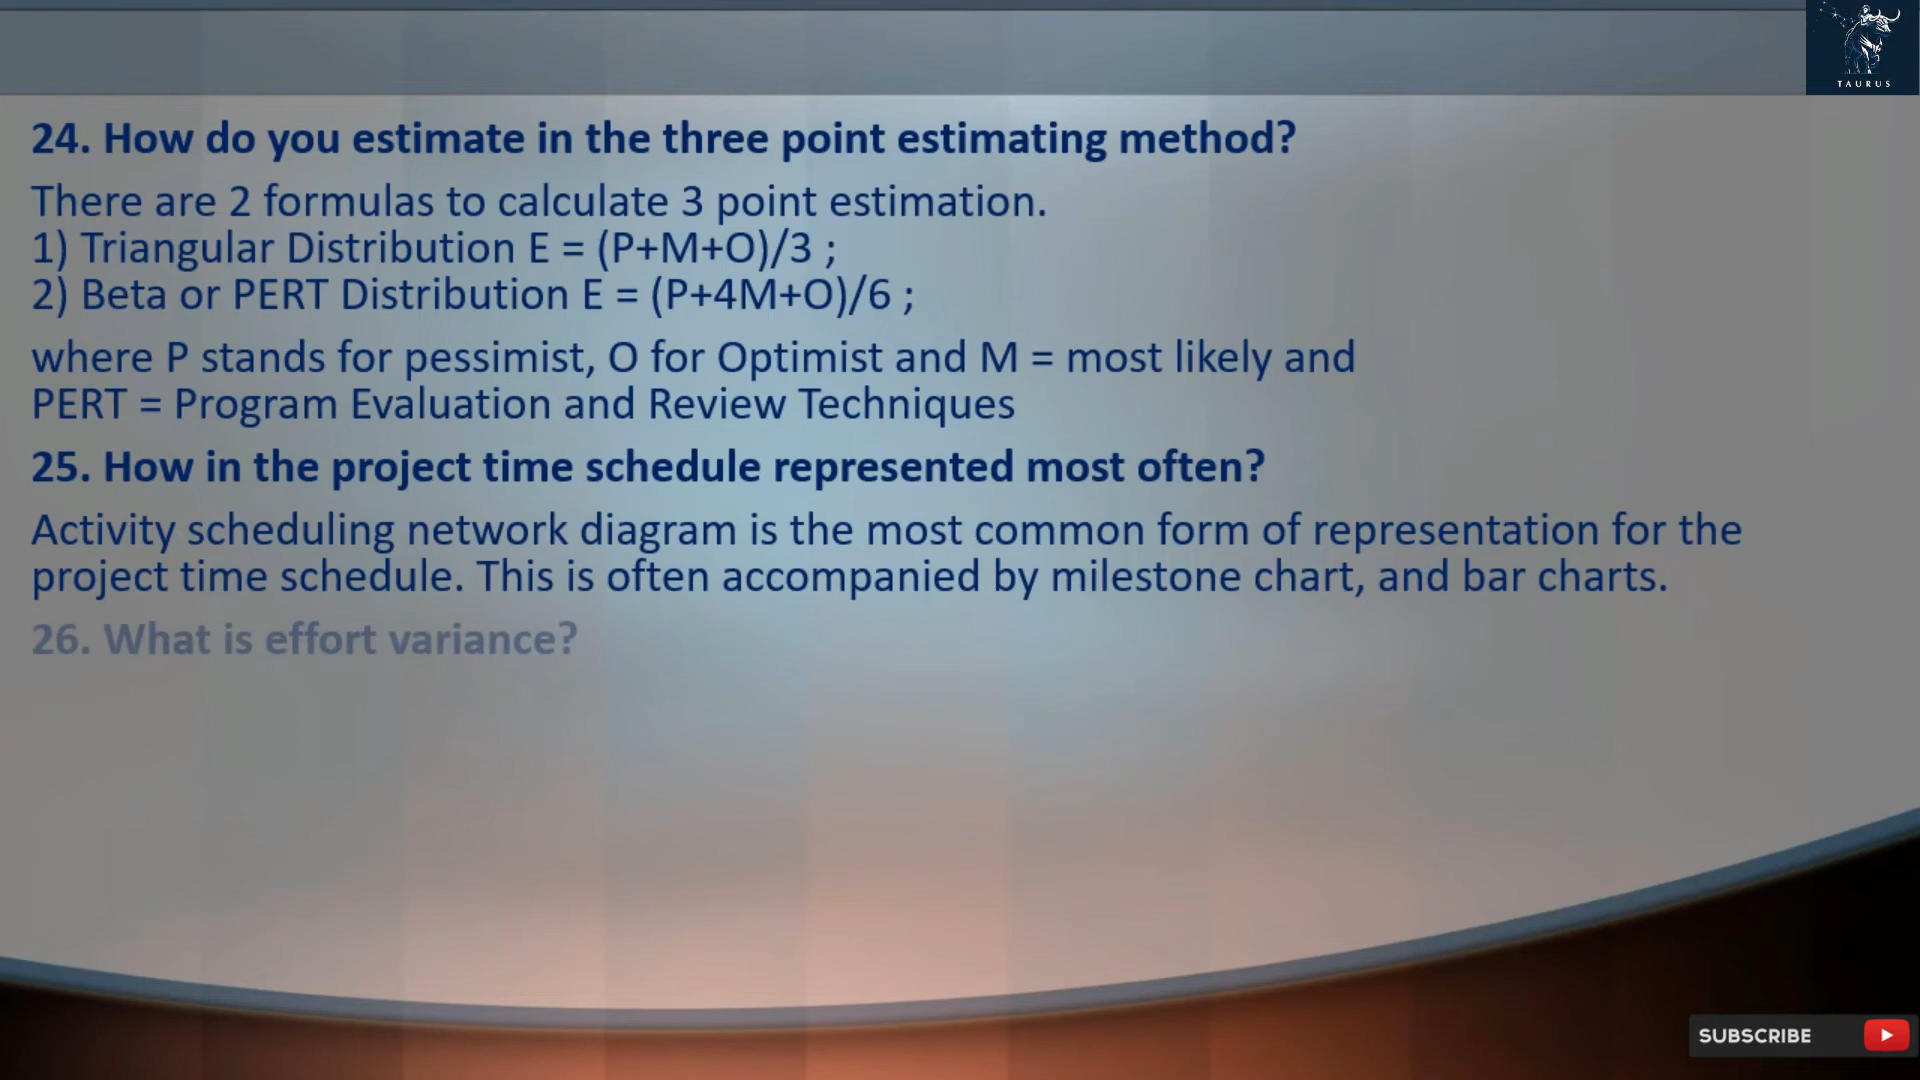 TAURUS
24. How do you estimate in the three point estimating method?
There are 2 formulas to calculate 3 point estimation.
1) Triangular Distribution E = (P+M+O)/3 ;
2) Beta or PERT Distribution E = (P+4M+O)/6 ;
where P stands for pessimist, O for Optimist and M = most likely and
PERT = Program Evaluation and Review Techniques
25. How in the project time schedule represented most often?
Activity scheduling network diagram is the most common form of representation for the
project time schedule. This is often accompanied by milestone chart, and bar charts.
26. What is effort variance?
SUBSCRIBE